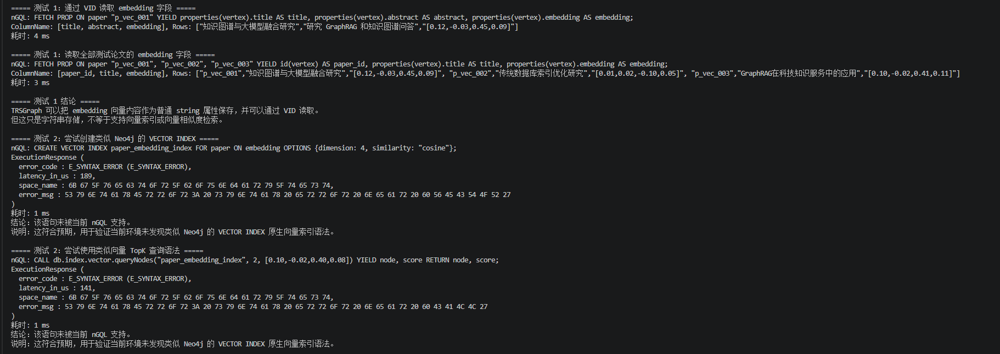 ===== 测试 1: 通过 VID 读取 embedding 字段 =====
nGQL: FETCH PROP ON paper "p_vec_001" YIELD properties(vertex).title AS title, properties(vertex).abstract AS abstract, properties(vertex).embedding AS embedding;
ColumnName: [title, abstract, embedding], Rows: ["知识图谱与大模型融合研究","研究 GraphRAG 和知识图谱问答","[0.12,-0.03,0.45,0.09]"]
耗时: 4 ms
===== 测试 1: 读取全部测试论文的 embedding 字段 =====
nGQL: FETCH PROP ON paper "p_vec_001", "p_vec_002", "p_vec_003" YIELD id(vertex) AS paper_id, properties(vertex).title AS title, properties(vertex).embedding AS embedding;
ColumnName: [paper_id, title, embedding], Rows: ["p_vec_001","知识图谱与大模型融合研究","[0.12,-0.03,0.45,0.09]", "p_vec_002","传统数据库索引优化研究","[0.01,0.02,-0.10,0.05]", "p_vec_003","GraphRAG在科技知识服务中的应用","[0.10,-0.02,0.41,0.11]"]
耗时: 3 ms
===== 测试 1 结论 =====
TRSGraph 可以把 embedding 向量内容作为普通 string 属性保存，并可以通过 VID 读取。
但这只是字符串存储，不等于支持向量索引或向量相似度检索。
===== 测试 2: 尝试创建类似 Neo4j 的 VECTOR INDEX =====
nGQL: CREATE VECTOR INDEX paper_embedding_index FOR paper ON embedding OPTIONS {dimension: 4, similarity: "cosine"};
ExecutionResponse (
error_code : E_SYNTAX_ERROR (E_SYNTAX_ERROR),
latency_in_us : 189,
space_name : 6B 67 5F 76 65 63 74 6F 72 5F 62 6F 75 6E 64 61 72 79 5F 74 65 73 74,
error_msg : 53 79 6E 74 61 78 45 72 72 6F 72 3A 20 73 79 6E 74 61 78 20 65 72 72 6F 72 20 6E 65 61 72 20 60 56 45 43 54 4F 52 27
)
耗时: 1 ms
结论: 该语句未被当前 nGQL 支持。
说明: 这符合预期，用于验证当前环境未发现类似 Neo4j 的 VECTOR INDEX 原生向量索引语法。
===== 测试 2: 尝试使用类似向量 TopK 查询语法 =====
nGQL: CALL db.index.vector.queryNodes("paper_embedding_index", 2, [0.10,-0.02,0.40,0.08]) YIELD node, score RETURN node, score;
ExecutionResponse (
error_code : E_SYNTAX_ERROR (E_SYNTAX_ERROR),
latency_in_us : 141,
space_name : 6B 67 5F 76 65 63 74 6F 72 5F 62 6F 75 6E 64 61 72 79 5F 74 65 73 74,
error_msg : 53 79 6E 74 61 78 45 72 72 6F 72 3A 20 73 79 6E 74 61 78 20 65 72 72 6F 72 20 6E 65 61 72 20 60 43 41 4C 4C 27
)
耗时: 1 ms
结论: 该语句未被当前 nGQL 支持。
说明: 这符合预期，用于验证当前环境未发现类似 Neo4j 的 VECTOR INDEX 原生向量索引语法。